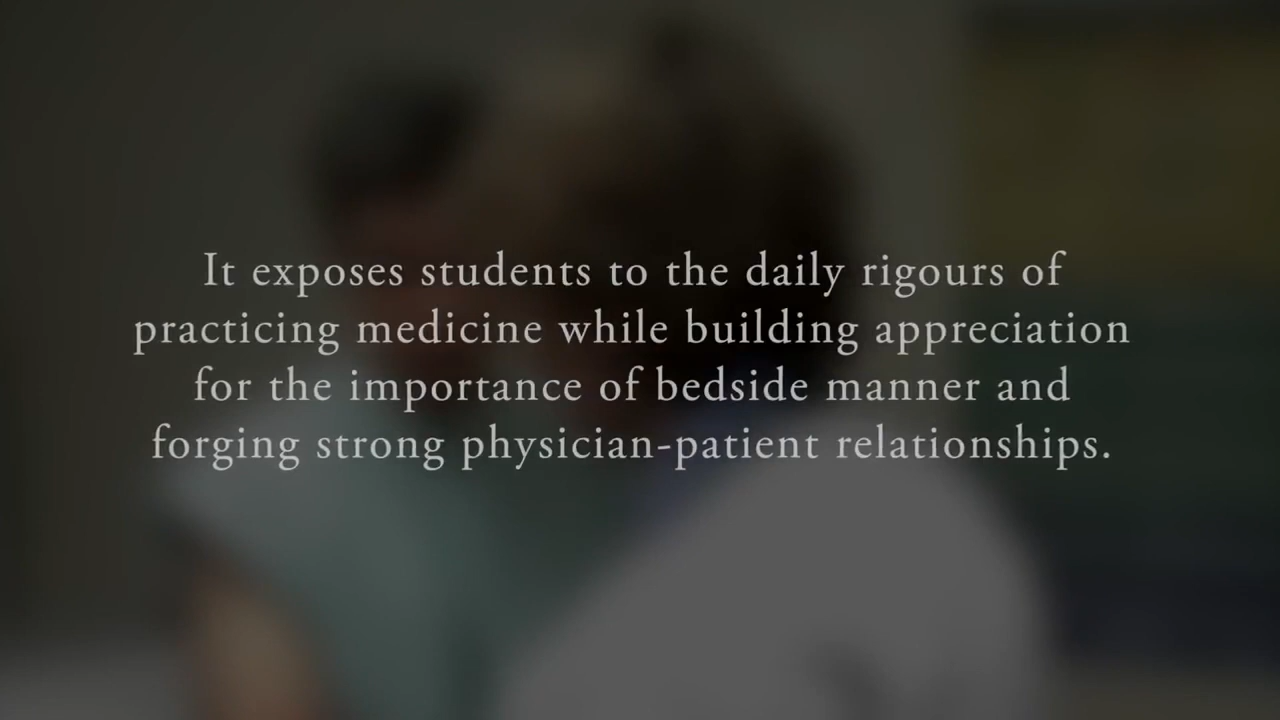 It exposes students to the daily rigours of
practicing medicine while building appreciation
for the importance of bedside manner and
forging strong physician-patient relationships.